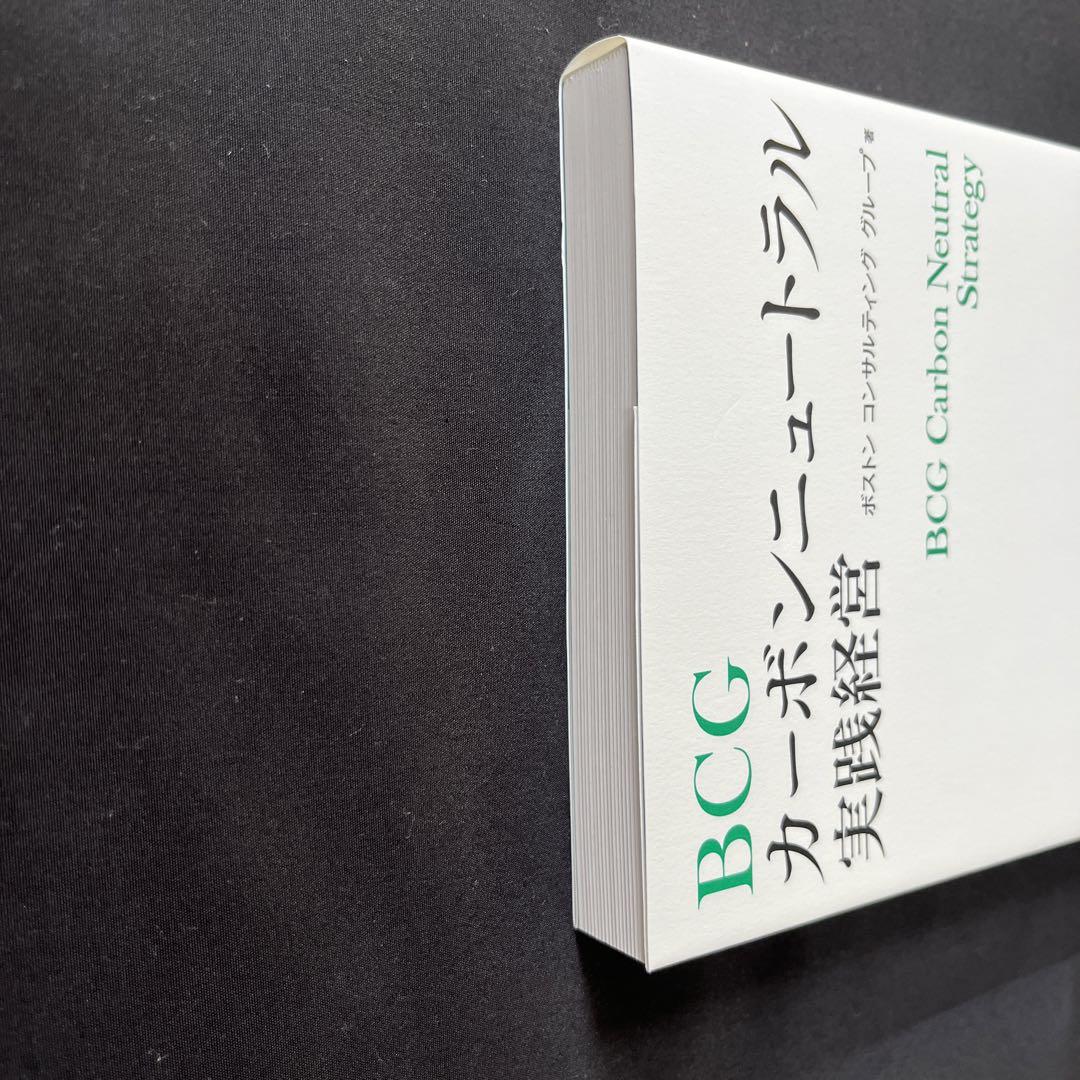 BCG
カーボンニュートラル
実践経営
ボストン コンサルティング グループ 著
BCG Carbon Neutral
Strategy